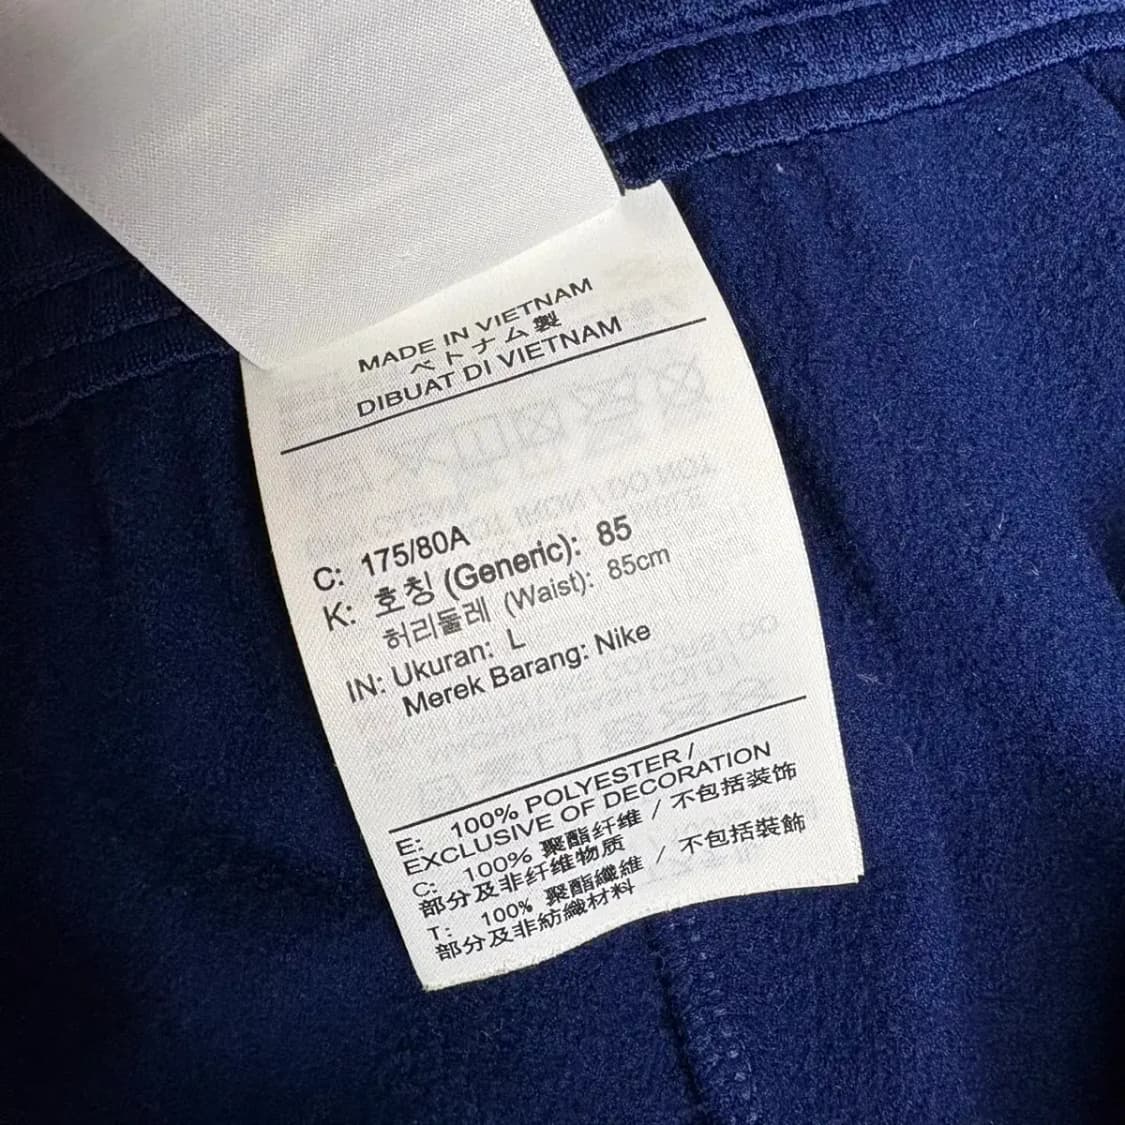 MADE IN VIETNAM
ベトナム製
DIBUAT DI VIETNAM
C: 175/80A
K: 호칭 (Generic): 85
허리둘레 (Waist): 85cm
IN: Ukuran: L
Merek Barang: Nike
E: 100% POLYESTER /
EXCLUSIVE OF DECORATION
C: 100% 聚酯纤维 / 不包括装饰
部分及非纤维物质
T: 100% 聚酯纖維 / 不包括裝飾
部分及非紡織材料